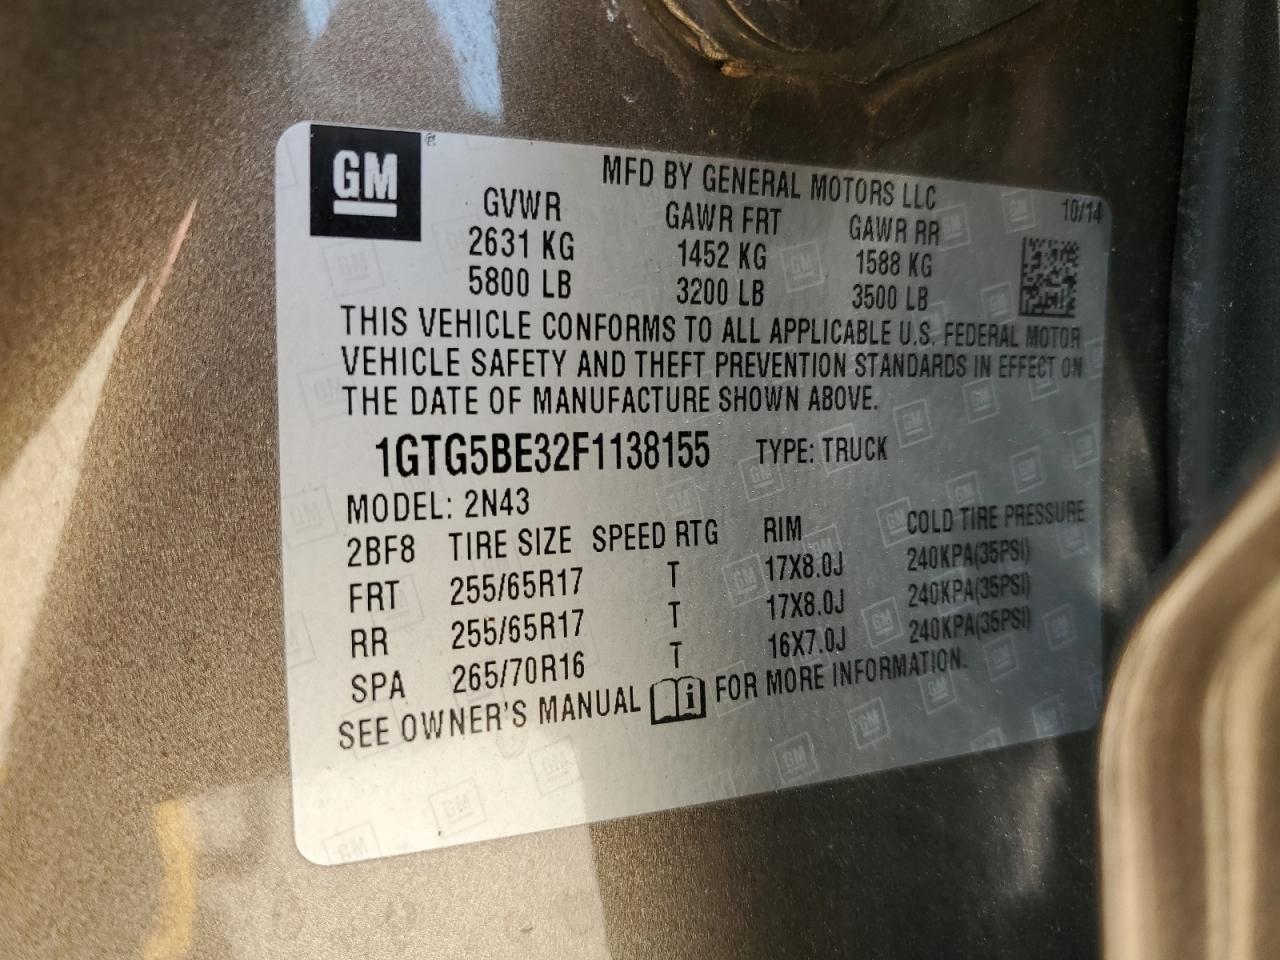 GM
MFD BY GENERAL MOTORS LLC
10/14
GVWR GAWR FRT GAWR RR
2631 KG 1452 KG 1588 KG
5800 LB 3200 LB 3500 LB
THIS VEHICLE CONFORMS TO ALL APPLICABLE U.S. FEDERAL MOTOR
VEHICLE SAFETY AND THEFT PREVENTION STANDARDS IN EFFECT ON
THE DATE OF MANUFACTURE SHOWN ABOVE.
1GTG5BE32F1138155 TYPE: TRUCK
MODEL: 2N43
2BF8 TIRE SIZE SPEED RTG RIM COLD TIRE PRESSURE
FRT 255/65R17 T 17X8.0J 240KPA(35PSI)
RR 255/65R17 T 17X8.0J 240KPA(35PSI)
SPA 265/70R16 T 16X7.0J 240KPA(35PSI)
SEE OWNER'S MANUAL i FOR MORE INFORMATION.